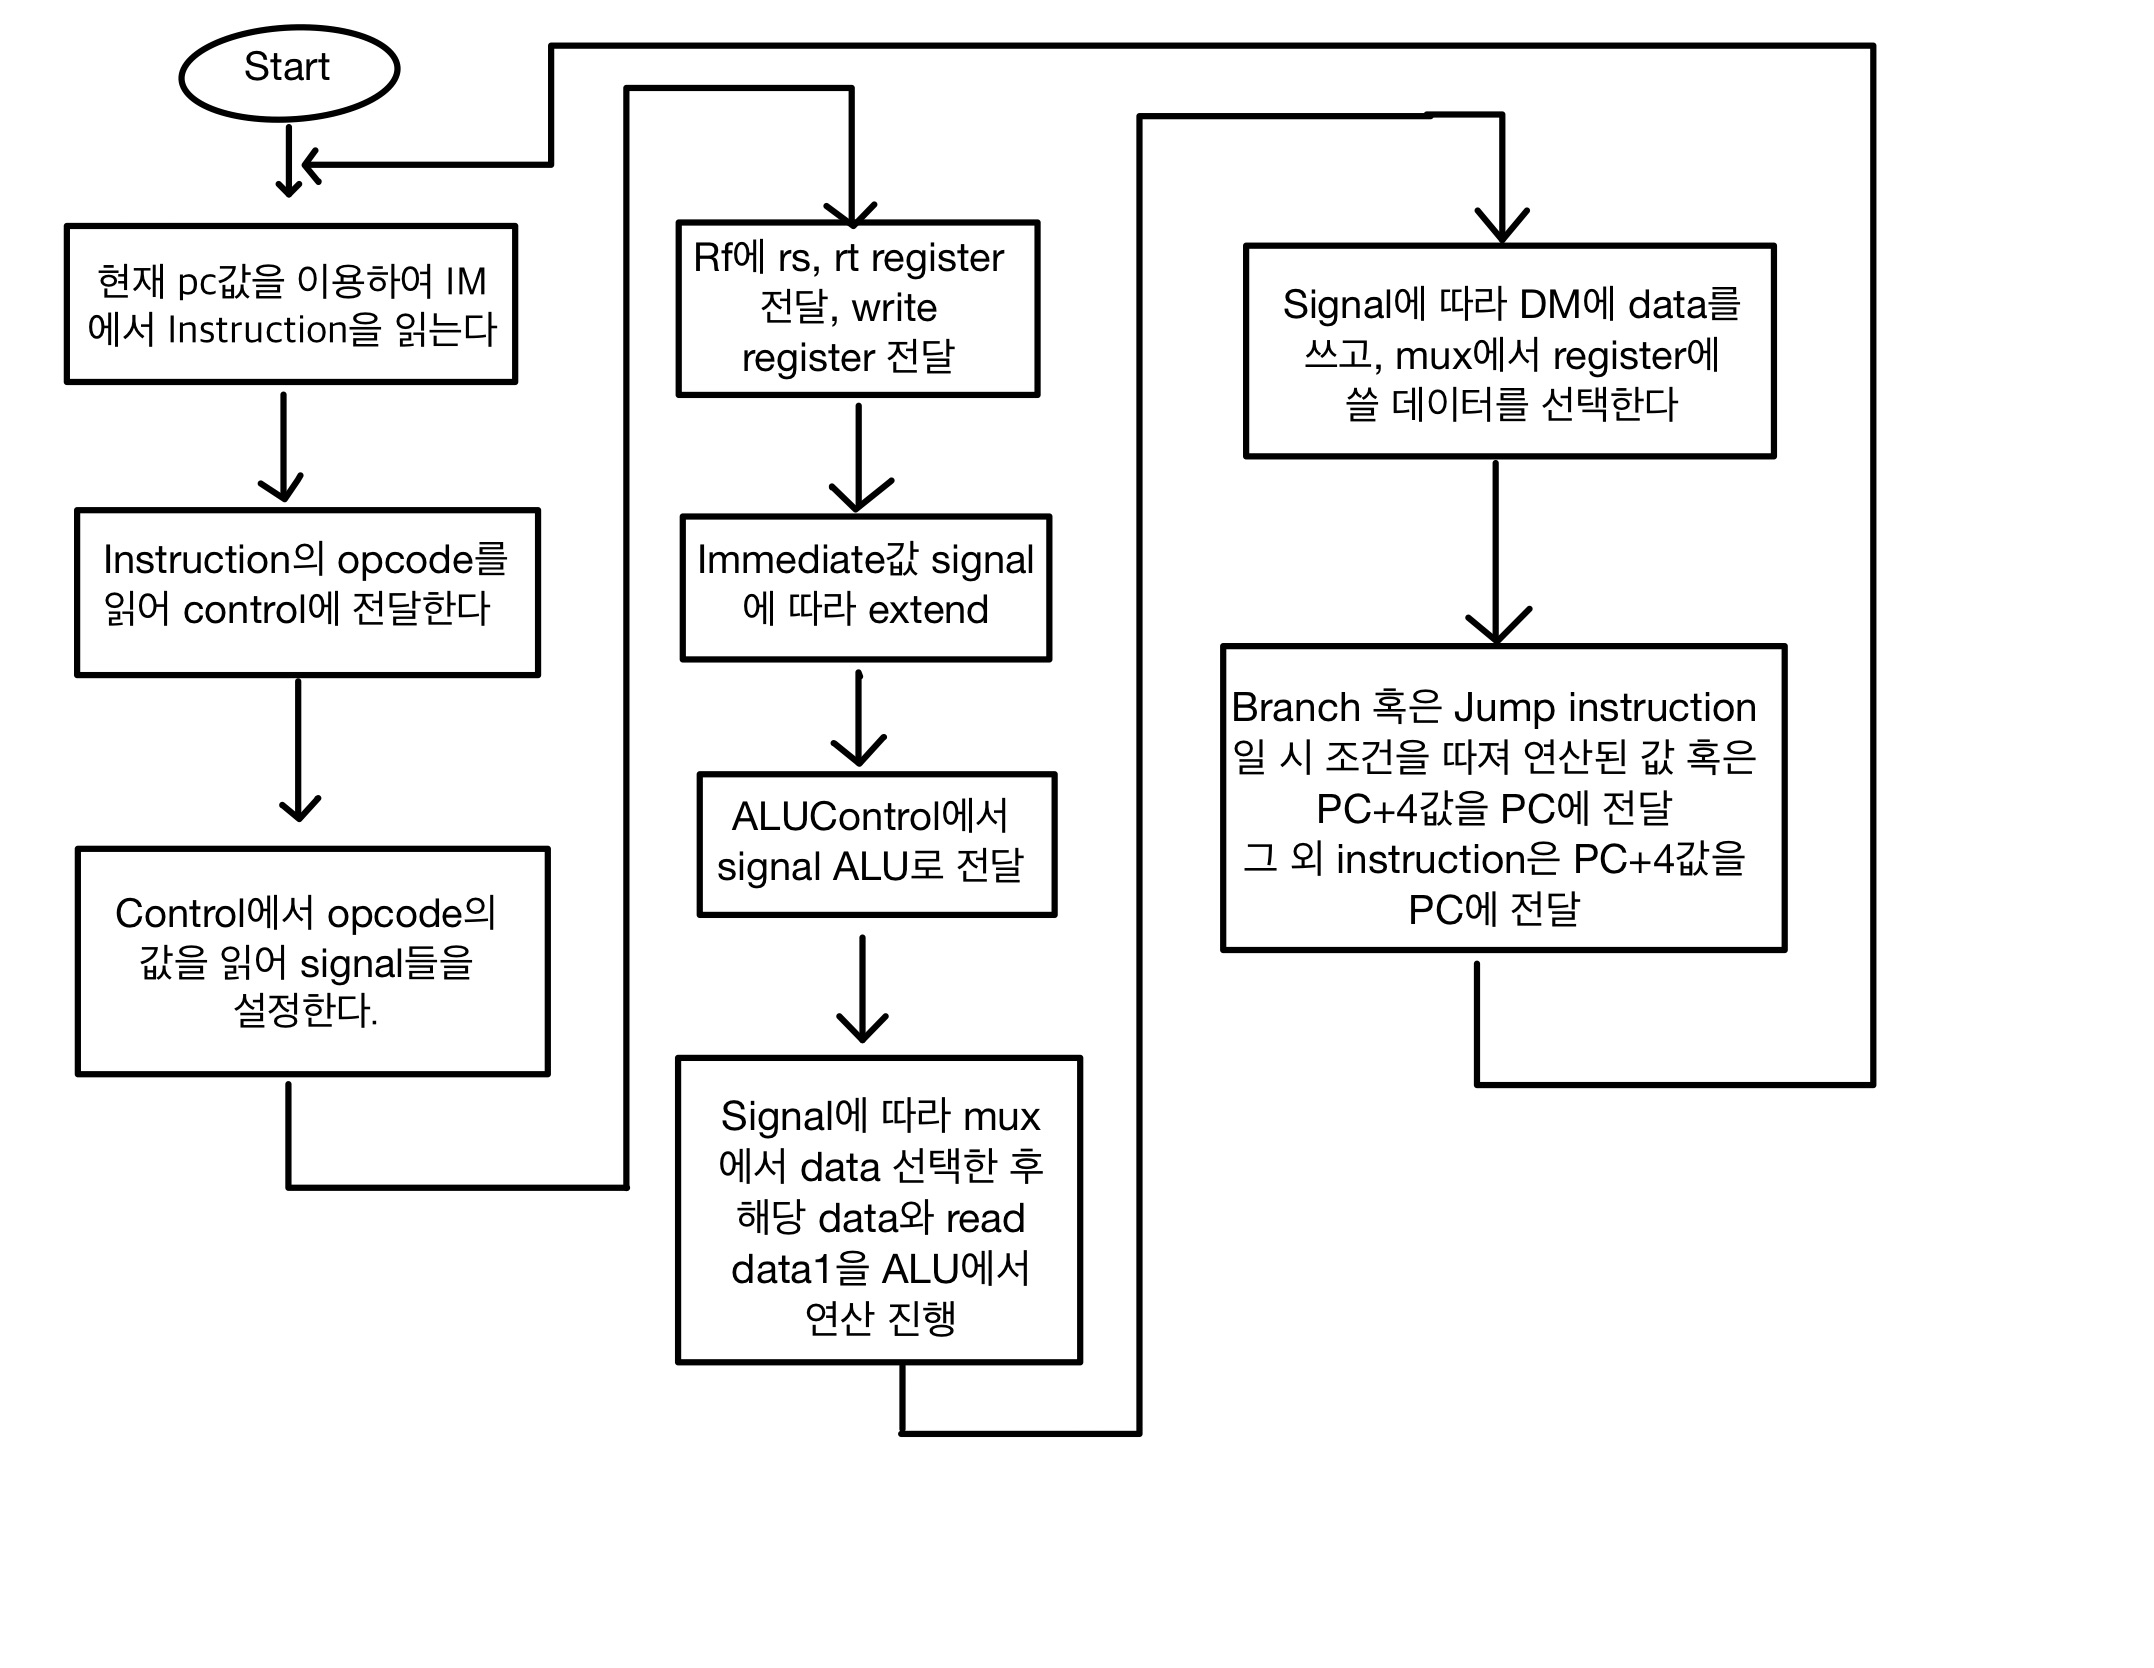 Start
현재 pc값을 이용하여 IM
에서 Instruction을 읽는다
Instruction의 opcode를
읽어 control에 전달한다
Control에서 opcode의
값을 읽어 signal들을
설정한다.
Rf에 rs, rt register
전달, write
register 전달
Immediate값 signal
에 따라 extend
ALUControl에서
signal ALU로 전달
Signal에 따라 mux
에서 data 선택한 후
해당 data와 read
data1을 ALU에서
연산 진행
Signal에 따라 DM에 data를
쓰고, mux에서 register에
쓸 데이터를 선택한다
Branch 혹은 Jump instruction
일 시 조건을 따져 연산된 값 혹은
PC+4값을 PC에 전달
그 외 instruction은 PC+4값을
PC에 전달